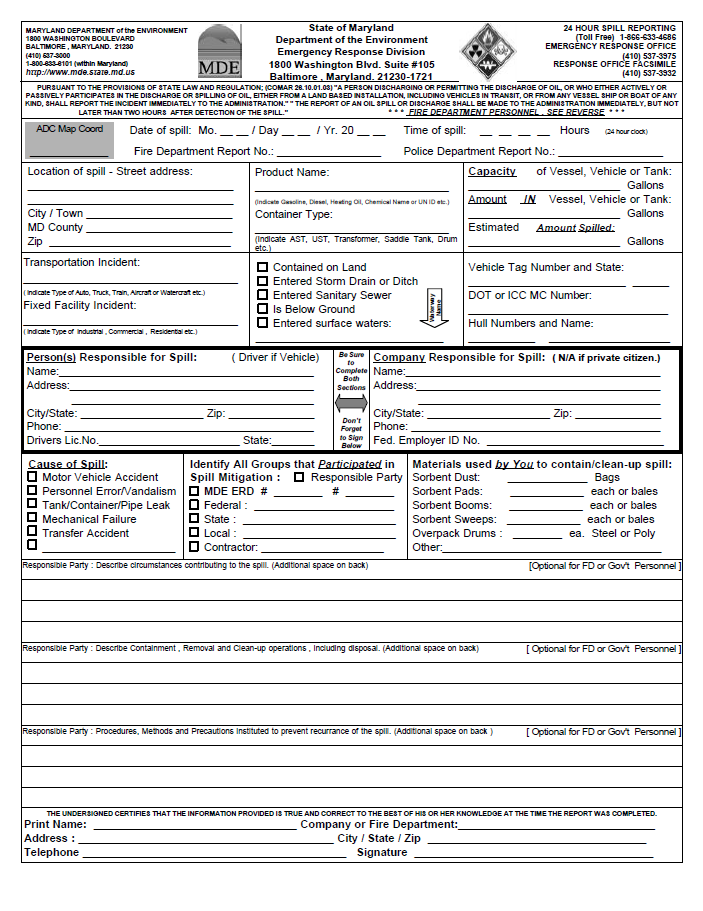 MARYLAND DEPARTMENT of the ENVIRONMENT
1800 WASHINGTON BOULEVARD
BALTIMORE , MARYLAND. 21230
(410) 537-3000
1-800-633-6101 (within Maryland)
http://www.mde.state.md.us
MDE
State of Maryland
Department of the Environment
Emergency Response Division
1800 Washington Blvd. Suite #105
Baltimore , Maryland. 21230-1721
24 HOUR SPILL REPORTING
(Toll Free) 1-866-633-4686
EMERGENCY RESPONSE OFFICE
(410) 537-3975
RESPONSE OFFICE FACSIMILE
(410) 537-3932
PURSUANT TO THE PROVISIONS OF STATE LAW AND REGULATION; (COMAR 26.10.01.03) "A PERSON DISCHARGING OR PERMITTING THE DISCHARGE OF OIL, OR WHO EITHER ACTIVELY OR
PASSIVELY PARTICIPATES IN THE DISCHARGE OR SPILLING OF OIL, EITHER FROM A LAND BASED INSTALLATION, INCLUDING VEHICLES IN TRANSIT, OR FROM ANY VESSEL SHIP OR BOAT OF ANY
KIND, SHALL REPORT THE INCIDENT IMMEDIATELY TO THE ADMINISTRATION." " THE REPORT OF AN OIL SPILL OR DISCHARGE SHALL BE MADE TO THE ADMINISTRATION IMMEDIATELY, BUT NOT
LATER THAN TWO HOURS AFTER DETECTION OF THE SPILL." * * * FIRE DEPARTMENT PERSONNEL , SEE REVERSE * * *
ADC Map Coord
Date of spill: Mo. __ __ / Day __ __ / Yr. 20 __ __ Time of spill: __ __ __ __ Hours (24 hour clock)
Fire Department Report No.: Police Department Report No.:
Location of spill - Street address:
City / Town
MD County
Zip
Product Name:
(Indicate Gasoline, Diesel, Heating Oil, Chemical Name or UN ID etc.)
Container Type:
(Indicate AST, UST, Transformer, Saddle Tank, Drum
etc.)
Capacity of Vessel, Vehicle or Tank:
Gallons
Amount IN Vessel, Vehicle or Tank:
Gallons
Estimated Amount Spilled:
Gallons
Transportation Incident:
( Indicate Type of Auto, Truck, Train, Aircraft or Watercraft etc.)
Fixed Facility Incident:
( Indicate Type of Industrial , Commercial , Residential etc.)
Contained on Land
Entered Storm Drain or Ditch
Entered Sanitary Sewer
Is Below Ground
Entered surface waters:
Waterway
Name
Vehicle Tag Number and State:
DOT or ICC MC Number:
Hull Numbers and Name:
Person(s) Responsible for Spill: ( Driver if Vehicle)
Name:
Address:
City/State: Zip:
Phone:
Drivers Lic.No. State:
Be Sure
to
Complete
Both
Sections
Don't
Forget
to Sign
Below
Company Responsible for Spill: ( N/A if private citizen.)
Name:
Address:
City/State: Zip:
Phone:
Fed. Employer ID No.
Cause of Spill:
Motor Vehicle Accident
Personnel Error/Vandalism
Tank/Container/Pipe Leak
Mechanical Failure
Transfer Accident
Identify All Groups that Participated in
Spill Mitigation : Responsible Party
MDE ERD # #
Federal :
State :
Local :
Contractor:
Materials used by You to contain/clean-up spill:
Sorbent Dust: Bags
Sorbent Pads: each or bales
Sorbent Booms: each or bales
Sorbent Sweeps: each or bales
Overpack Drums : ea. Steel or Poly
Other:
Responsible Party : Describe circumstances contributing to the spill. (Additional space on back) [Optional for FD or Gov't Personnel ]
Responsible Party : Describe Containment , Removal and Clean-up operations , including disposal. (Additional space on back) [ Optional for FD or Gov't Personnel ]
Responsible Party : Procedures, Methods and Precautions instituted to prevent recurrance of the spill. (Additional space on back ) [ Optional for FD or Gov't Personnel ]
THE UNDERSIGNED CERTIFIES THAT THE INFORMATION PROVIDED IS TRUE AND CORRECT TO THE BEST OF HIS OR HER KNOWLEDGE AT THE TIME THE REPORT WAS COMPLETED.
Print Name: Company or Fire Department:
Address : City / State / Zip
Telephone Signature